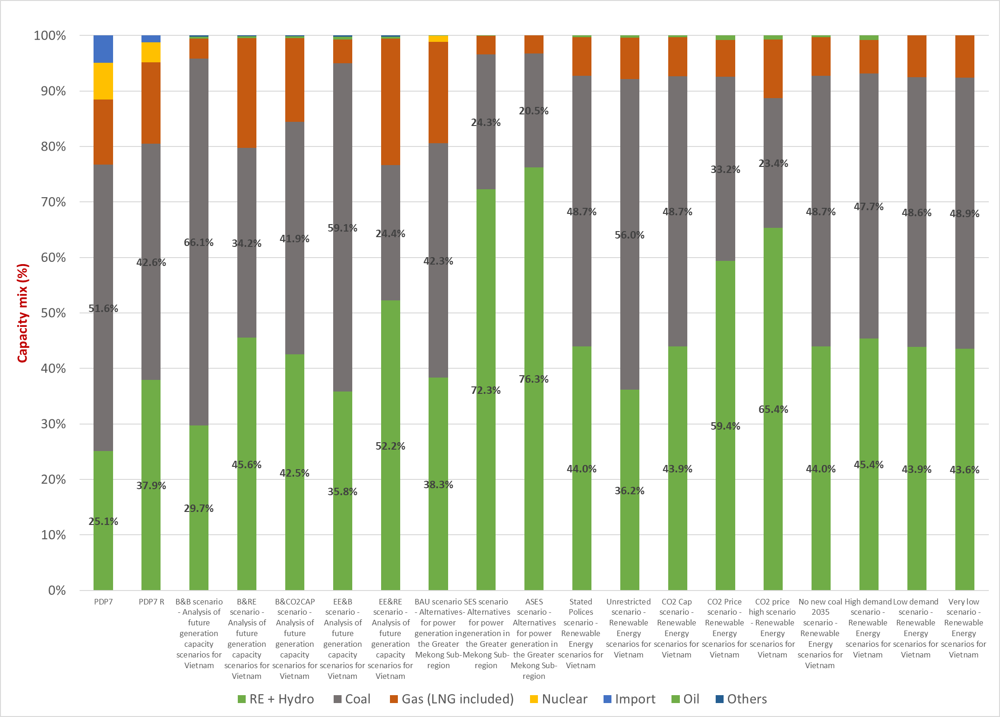 Capacity mix (%)
100%
90%
80%
70%
60%
50%
40%
30%
20%
10%
0%
51.6%
25.1%
42.6%
37.9%
66.1%
29.7%
34.2%
45.6%
41.9%
42.5%
59.1%
35.8%
24.4%
52.2%
42.3%
38.3%
24.3%
72.3%
20.5%
76.3%
48.7%
44.0%
56.0%
36.2%
48.7%
43.9%
33.2%
59.4%
23.4%
65.4%
48.7%
44.0%
47.7%
45.4%
48.6%
43.9%
48.9%
43.6%
PDP7
PDP7 R
B&B scenario
- Analysis of
future
generation
capacity
scenarios for
Vietnam
B&RE
scenario -
Analysis of
future
generation
capacity
scenarios for
Vietnam
B&CO2CAP
scenario -
Analysis of
future
generation
capacity
scenarios for
Vietnam
EE&B
scenario -
Analysis of
future
generation
capacity
scenarios for
Vietnam
EE&RE
scenario -
Analysis of
future
generation
capacity
scenarios for
Vietnam
BAU scenario
- Alternatives
for power
generation in
the Greater
Mekong Sub-
region
SES scenario
- Alternatives
for power
generation in
the Greater
Mekong Sub-
region
ASES
scenario -
Alternatives
for power
generation in
the Greater
Mekong Sub-
region
Stated
Polices
scenario -
Renewable
Energy
scenarios for
Vietnam
Unrestricted
scenario -
Renewable
Energy
scenarios for
Vietnam
CO2 Cap
scenario -
Renewable
Energy
scenarios for
Vietnam
CO2 Price
scenario -
Renewable
Energy
scenarios for
Vietnam
CO2 price
high scenario
- Renewable
Energy
scenarios for
Vietnam
No new coal
2035
scenario -
Renewable
Energy
scenarios for
Vietnam
High demand
scenario -
Renewable
Energy
scenarios for
Vietnam
Low demand
scenario -
Renewable
Energy
scenarios for
Vietnam
Very low
scenario -
Renewable
Energy
scenarios for
Vietnam
RE + Hydro
Coal
Gas (LNG included)
Nuclear
Import
Oil
Others